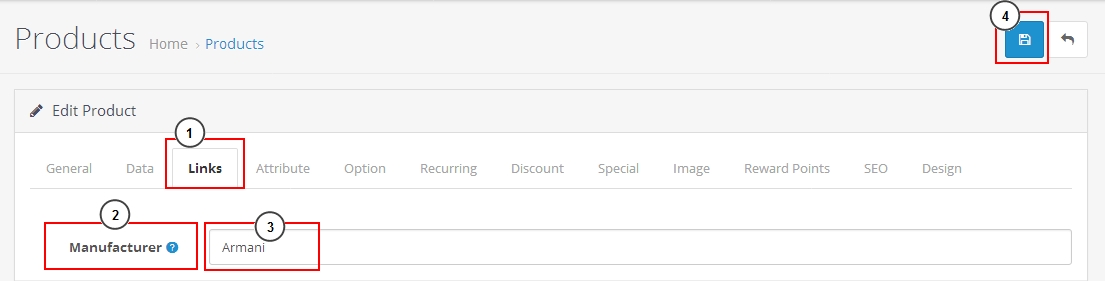 4
Products Home › Products
Edit Product
1
General Data Links Attribute Option Recurring Discount Special Image Reward Points SEO Design
2
3
Manufacturer ? Armani